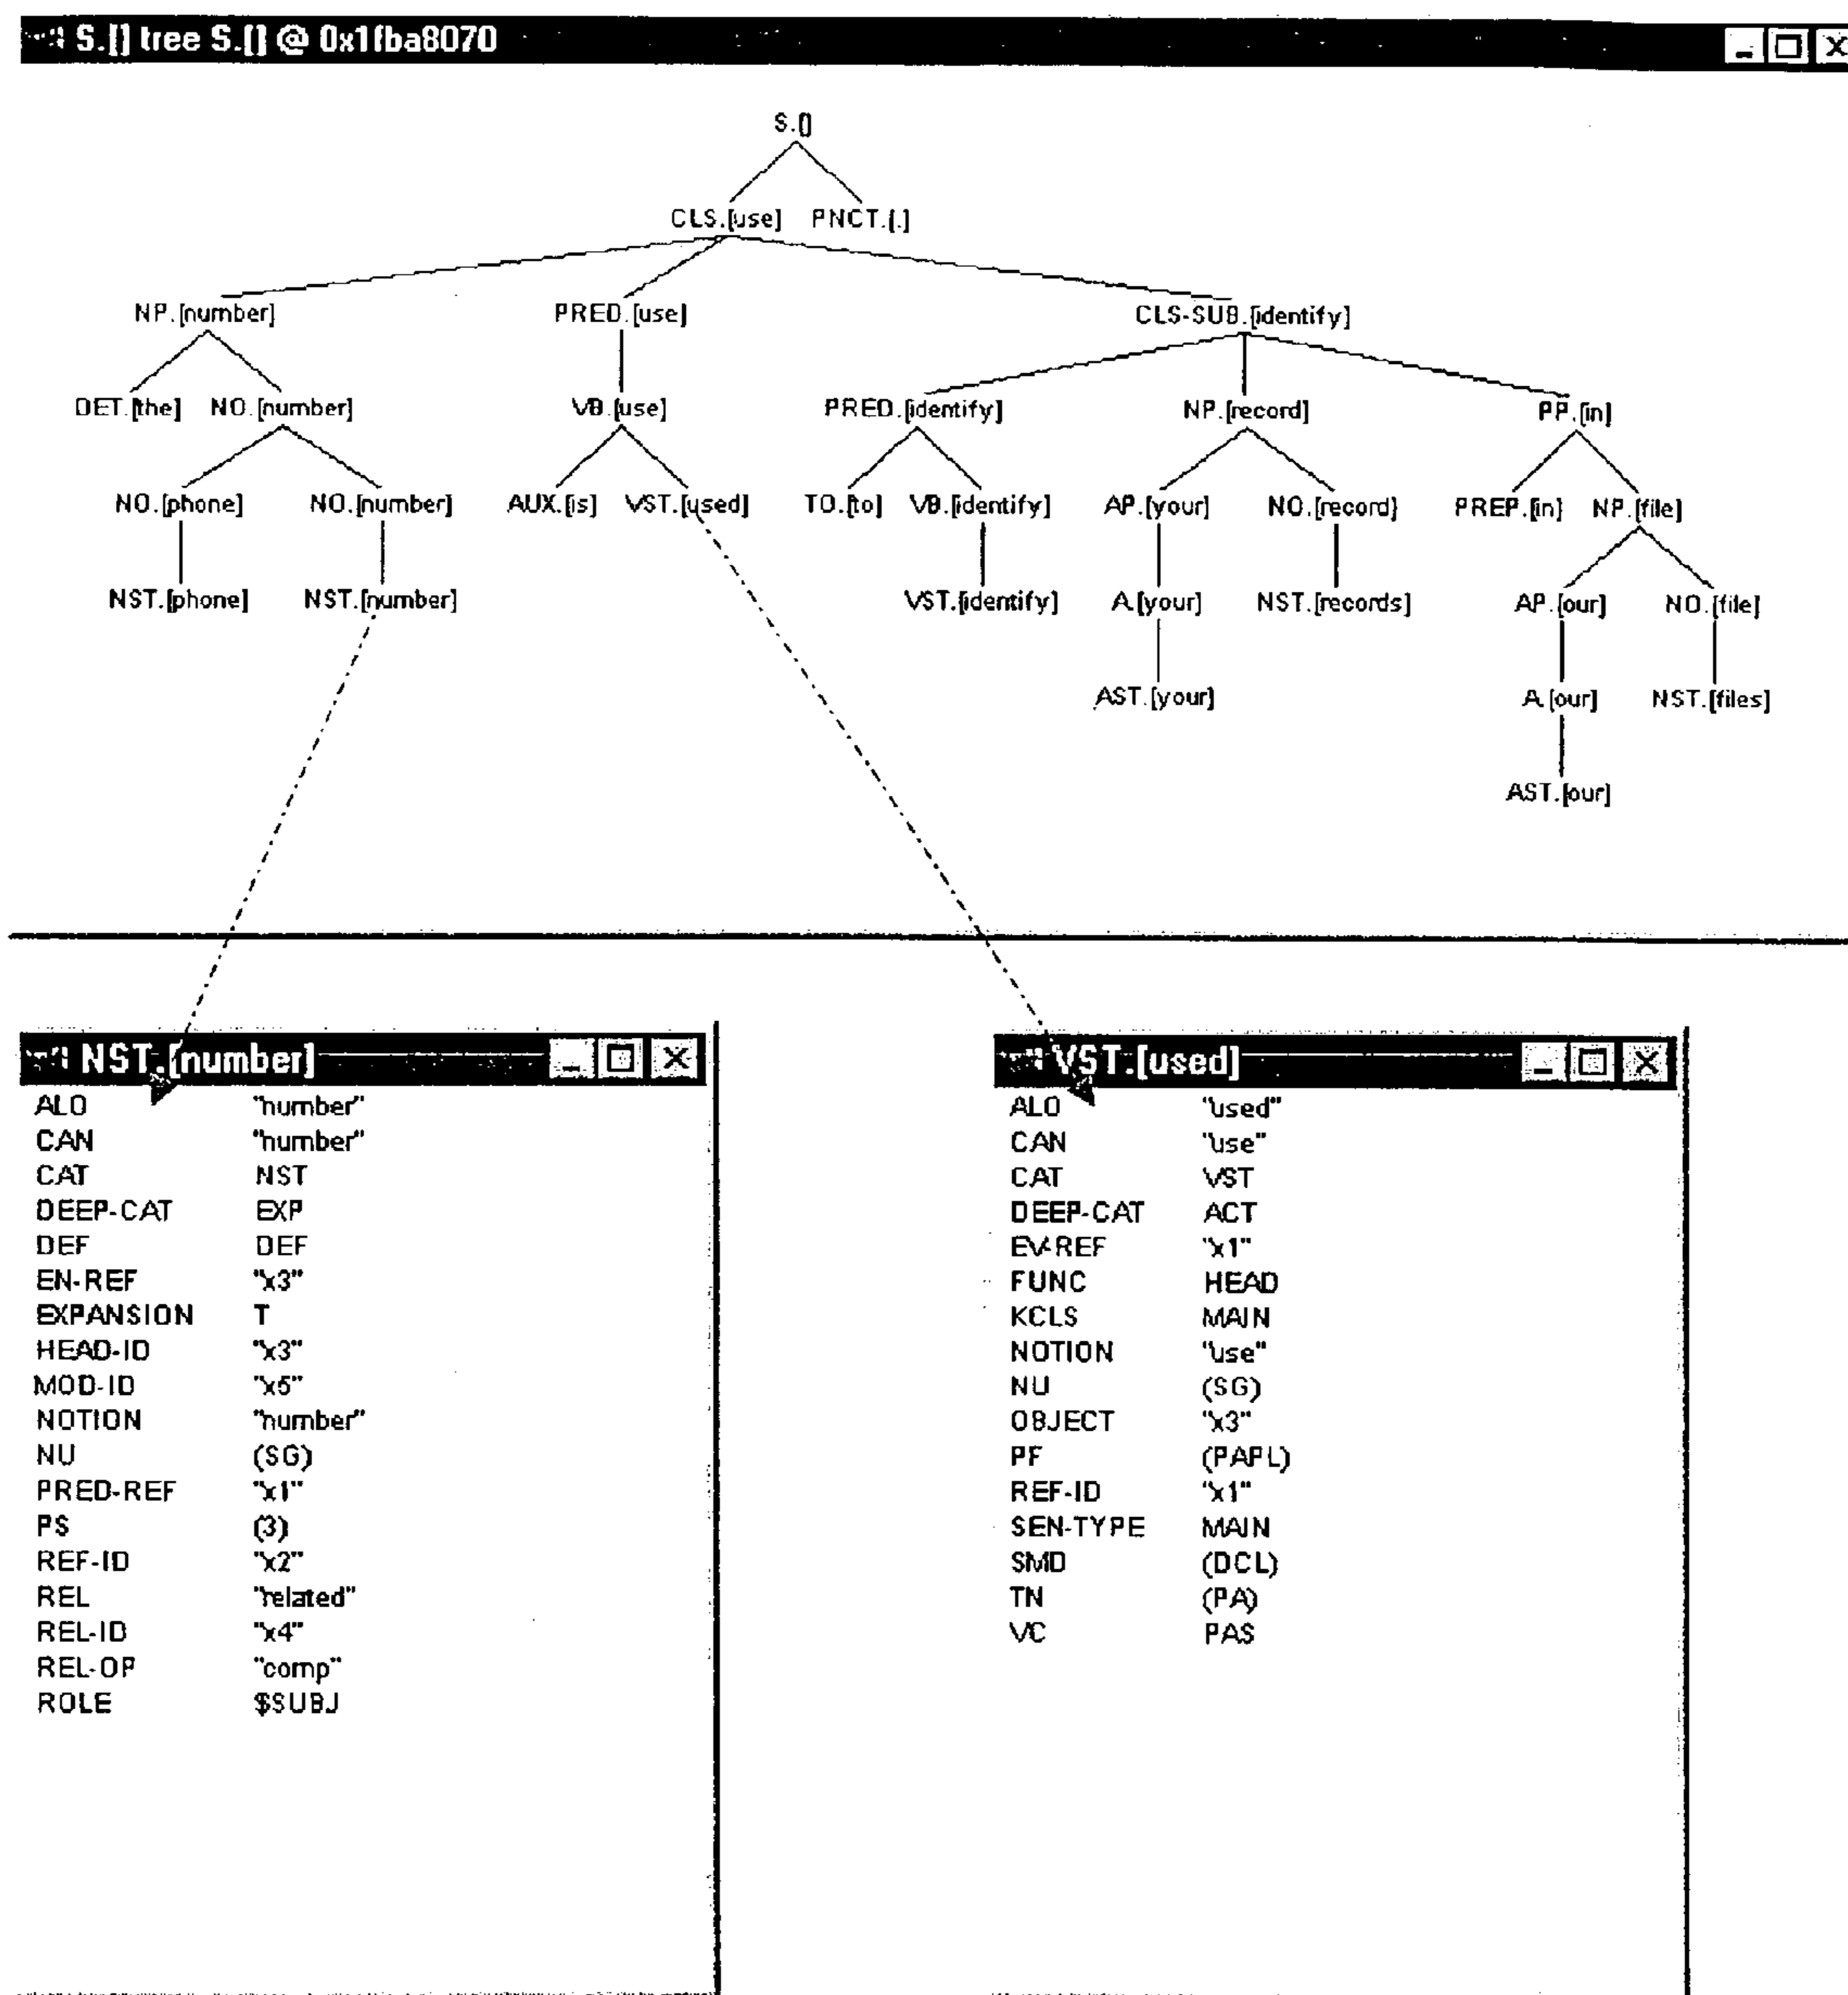 S.[] tree S.[] @ 0x1fba8070
S.[]
CLS.[use] PNCT.[.]
NP.[number] PRED.[use] CLS-SUB.[identify]
DET.[the] NO.[number] VB.[use] PRED.[identify] NP.[record] PP.[in]
NO.[phone] NO.[number] AUX.[is] VST.[used] TO.[to] VB.[identify] AP.[your] NO.[record] PREP.[in] NP.[file]
NST.[phone] NST.[number] VST.[identify] A.[your] NST.[records] AP.[our] NO.[file]
AST.[your] A.[our] NST.[files]
AST.[our]
NST.[number]
ALO "number"
CAN "number"
CAT NST
DEEP-CAT EXP
DEF DEF
EN-REF "x3"
EXPANSION T
HEAD-ID "x3"
MOD-ID "x5"
NOTION "number"
NU (SG)
PRED-REF "x1"
PS (3)
REF-ID "x2"
REL "related"
REL-ID "x4"
REL-OP "comp"
ROLE $SUBJ
VST.[used]
ALO "used"
CAN "use"
CAT VST
DEEP-CAT ACT
EV-REF "x1"
FUNC HEAD
KCLS MAIN
NOTION "use"
NU (SG)
OBJECT "x3"
PF (PAPL)
REF-ID "x1"
SEN-TYPE MAIN
SMD (DCL)
TN (PA)
VC PAS